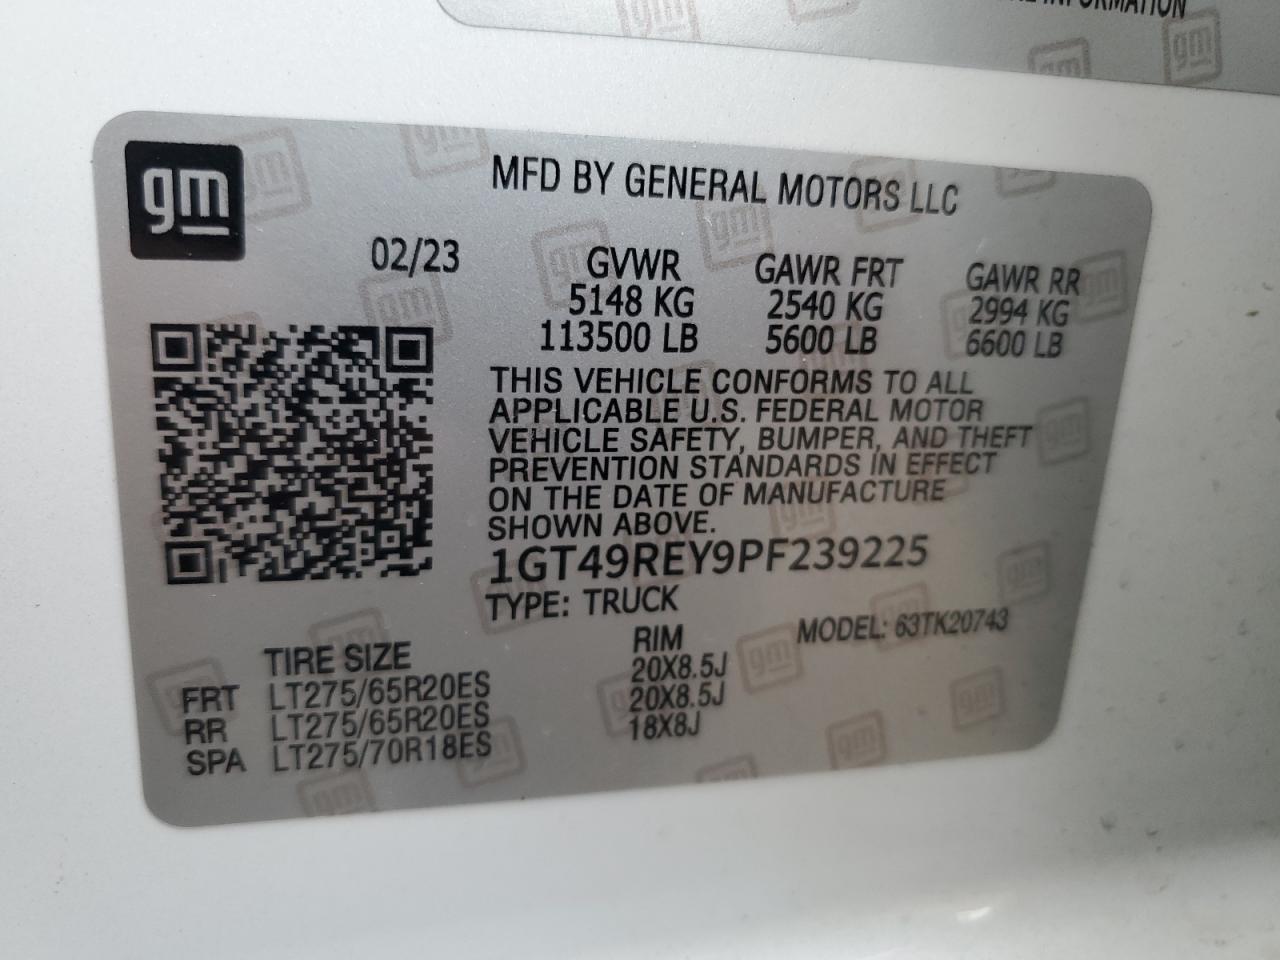 INFORMATION
gm
MFD BY GENERAL MOTORS LLC
02/23
GVWR GAWR FRT GAWR RR
5148 KG 2540 KG 2994 KG
113500 LB 5600 LB 6600 LB
THIS VEHICLE CONFORMS TO ALL
APPLICABLE U.S. FEDERAL MOTOR
VEHICLE SAFETY, BUMPER, AND THEFT
PREVENTION STANDARDS IN EFFECT
ON THE DATE OF MANUFACTURE
SHOWN ABOVE.
1GT49REY9PF239225
TYPE: TRUCK
MODEL: 63TK20743
TIRE SIZE RIM
FRT LT275/65R20ES 20X8.5J
RR LT275/65R20ES 20X8.5J
SPA LT275/70R18ES 18X8J